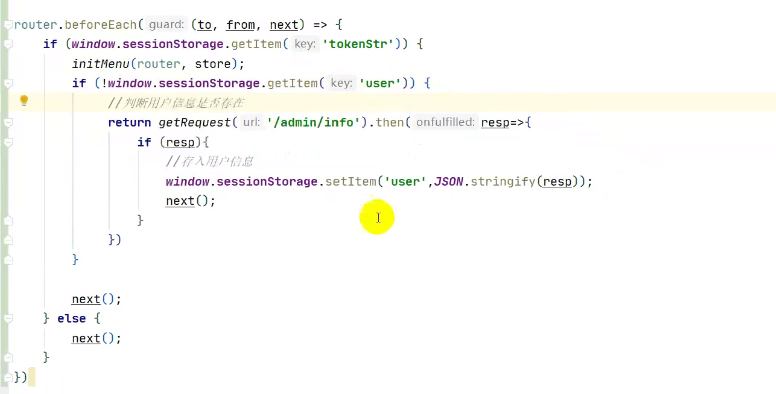 router.beforeEach( guard: (to, from, next) => {
if (window.sessionStorage.getItem( key: 'tokenStr')) {
initMenu(router, store);
if (!window.sessionStorage.getItem( key: 'user')) {
//判断用户信息是否存在
return getRequest( url: '/admin/info').then( onfulfilled: resp=>{
if (resp){
//存入用户信息
window.sessionStorage.setItem('user',JSON.stringify(resp));
next();
}
})
}
next();
} else {
next();
}
})